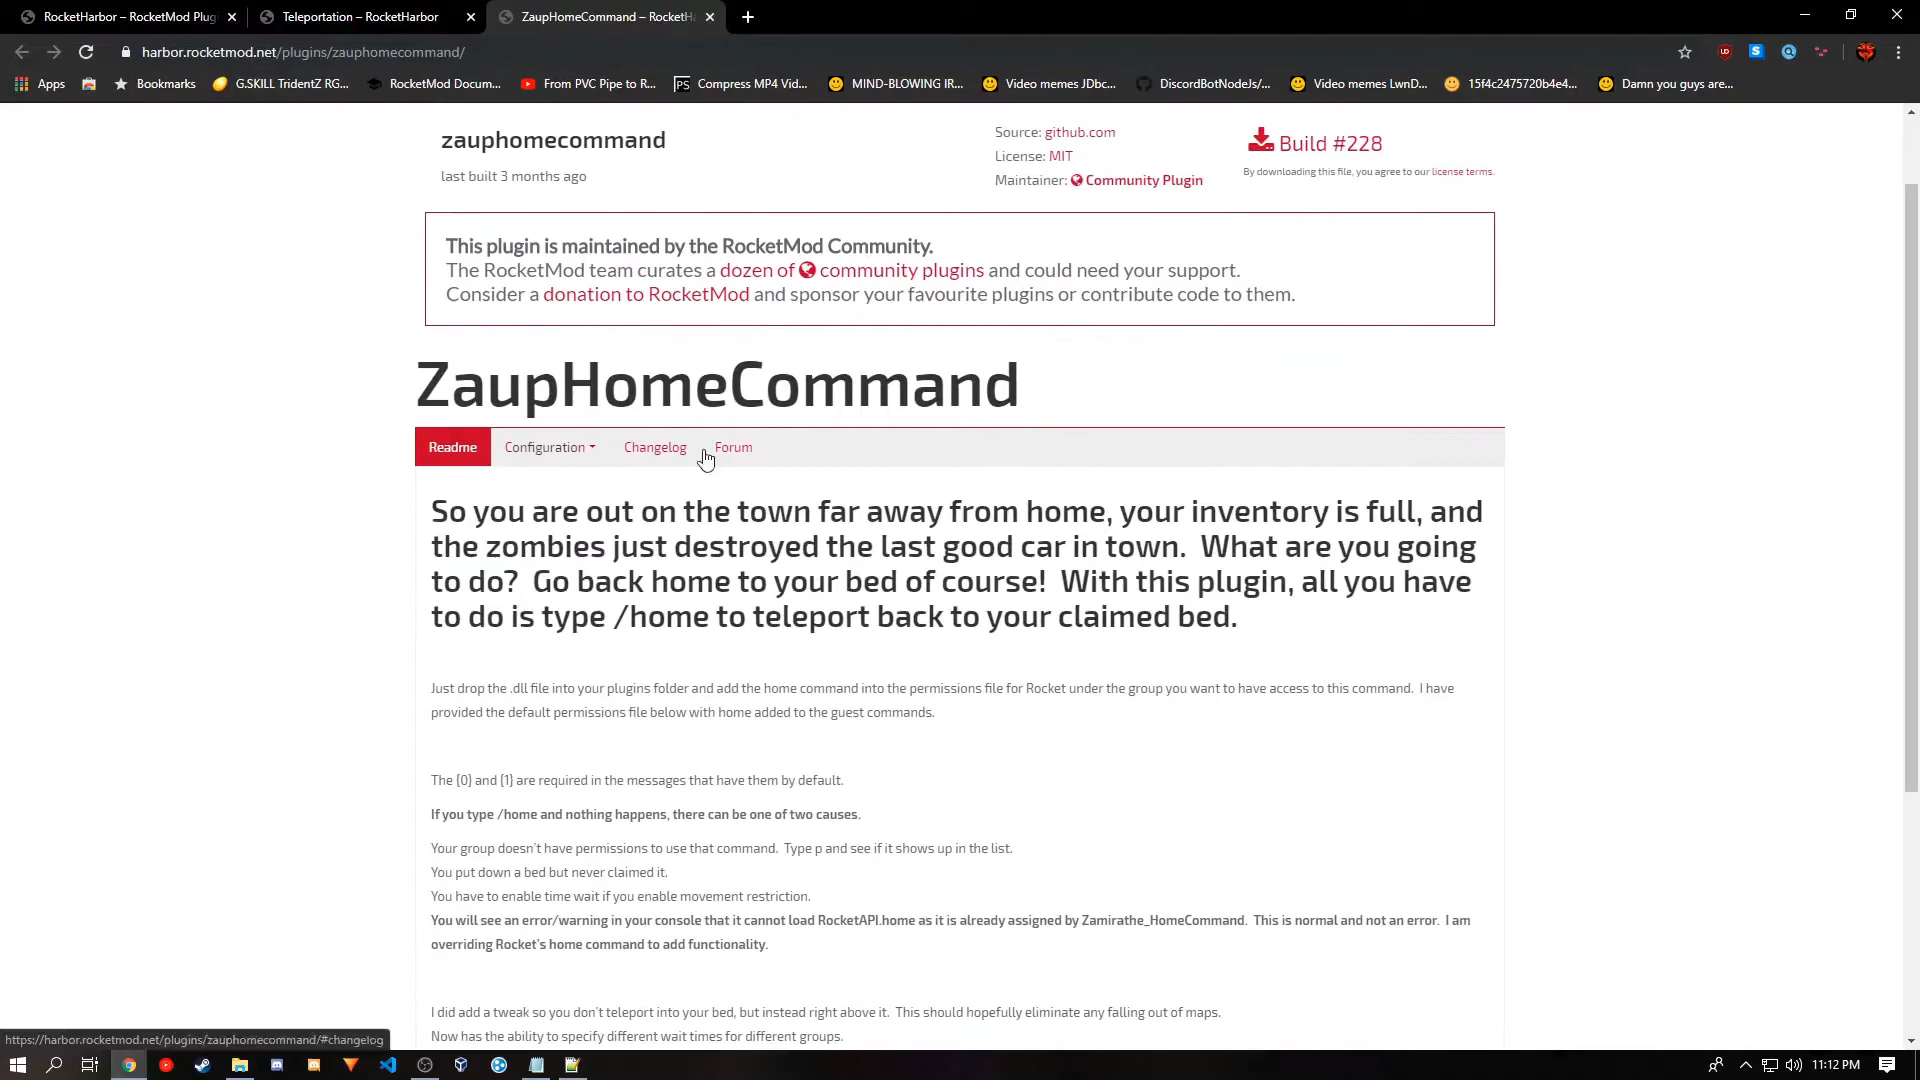 RocketHarbor – RocketMod Plug
Teleportation – RocketHarbor
ZaupHomeCommand – RocketHa
harbor.rocketmod.net/plugins/zauphomecommand/
Apps
Bookmarks
G.SKILL TridentZ RG...
RocketMod Docum...
From PVC Pipe to R...
PS
Compress MP4 Vid...
MIND-BLOWING IR...
Video memes JDbc...
DiscordBotNodeJs/...
Video memes LwnD...
15f4c2475720b4e4...
Damn you guys are...
zauphomecommand
last built 3 months ago
Source: github.com
License: MIT
Maintainer: Community Plugin
Build #228
By downloading this file, you agree to our license terms.
This plugin is maintained by the RocketMod Community.
The RocketMod team curates a dozen of community plugins and could need your support.
Consider a donation to RocketMod and sponsor your favourite plugins or contribute code to them.
ZaupHomeCommand
Readme
Configuration
Changelog
Forum
So you are out on the town far away from home, your inventory is full, and
the zombies just destroyed the last good car in town. What are you going
to do? Go back home to your bed of course! With this plugin, all you have
to do is type /home to teleport back to your claimed bed.
Just drop the .dll file into your plugins folder and add the home command into the permissions file for Rocket under the group you want to have access to this command. I have
provided the default permissions file below with home added to the guest commands.
The {0} and {1} are required in the messages that have them by default.
If you type /home and nothing happens, there can be one of two causes.
Your group doesn't have permissions to use that command. Type p and see if it shows up in the list.
You put down a bed but never claimed it.
You have to enable time wait if you enable movement restriction.
You will see an error/warning in your console that it cannot load RocketAPI.home as it is already assigned by Zamirathe_HomeCommand. This is normal and not an error. I am
overriding Rocket's home command to add functionality.
I did add a tweak so you don't teleport into your bed, but instead right above it. This should hopefully eliminate any falling out of maps.
Now has the ability to specify different wait times for different groups.
https://harbor.rocketmod.net/plugins/zauphomecommand/#changelog
11:12 PM